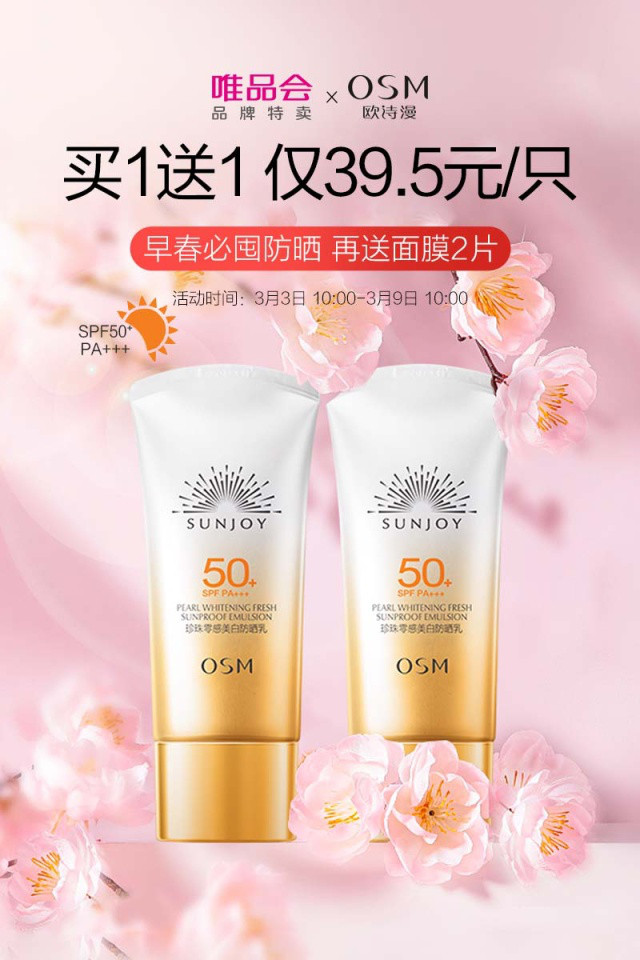 唯品会 × OSM
品牌特卖 欧诗漫
买1送1 仅39.5元/只
早春必囤防晒 再送面膜2片
活动时间：3月3日 10:00-3月9日 10:00
SPF50+
PA+++
SUNJOY
50+
SPF PA+++
PEARL WHITENING FRESH
SUNPROOF EMULSION
珍珠零感美白防晒乳
OSM
SUNJOY
50+
SPF PA+++
PEARL WHITENING FRESH
SUNPROOF EMULSION
珍珠零感美白防晒乳
OSM